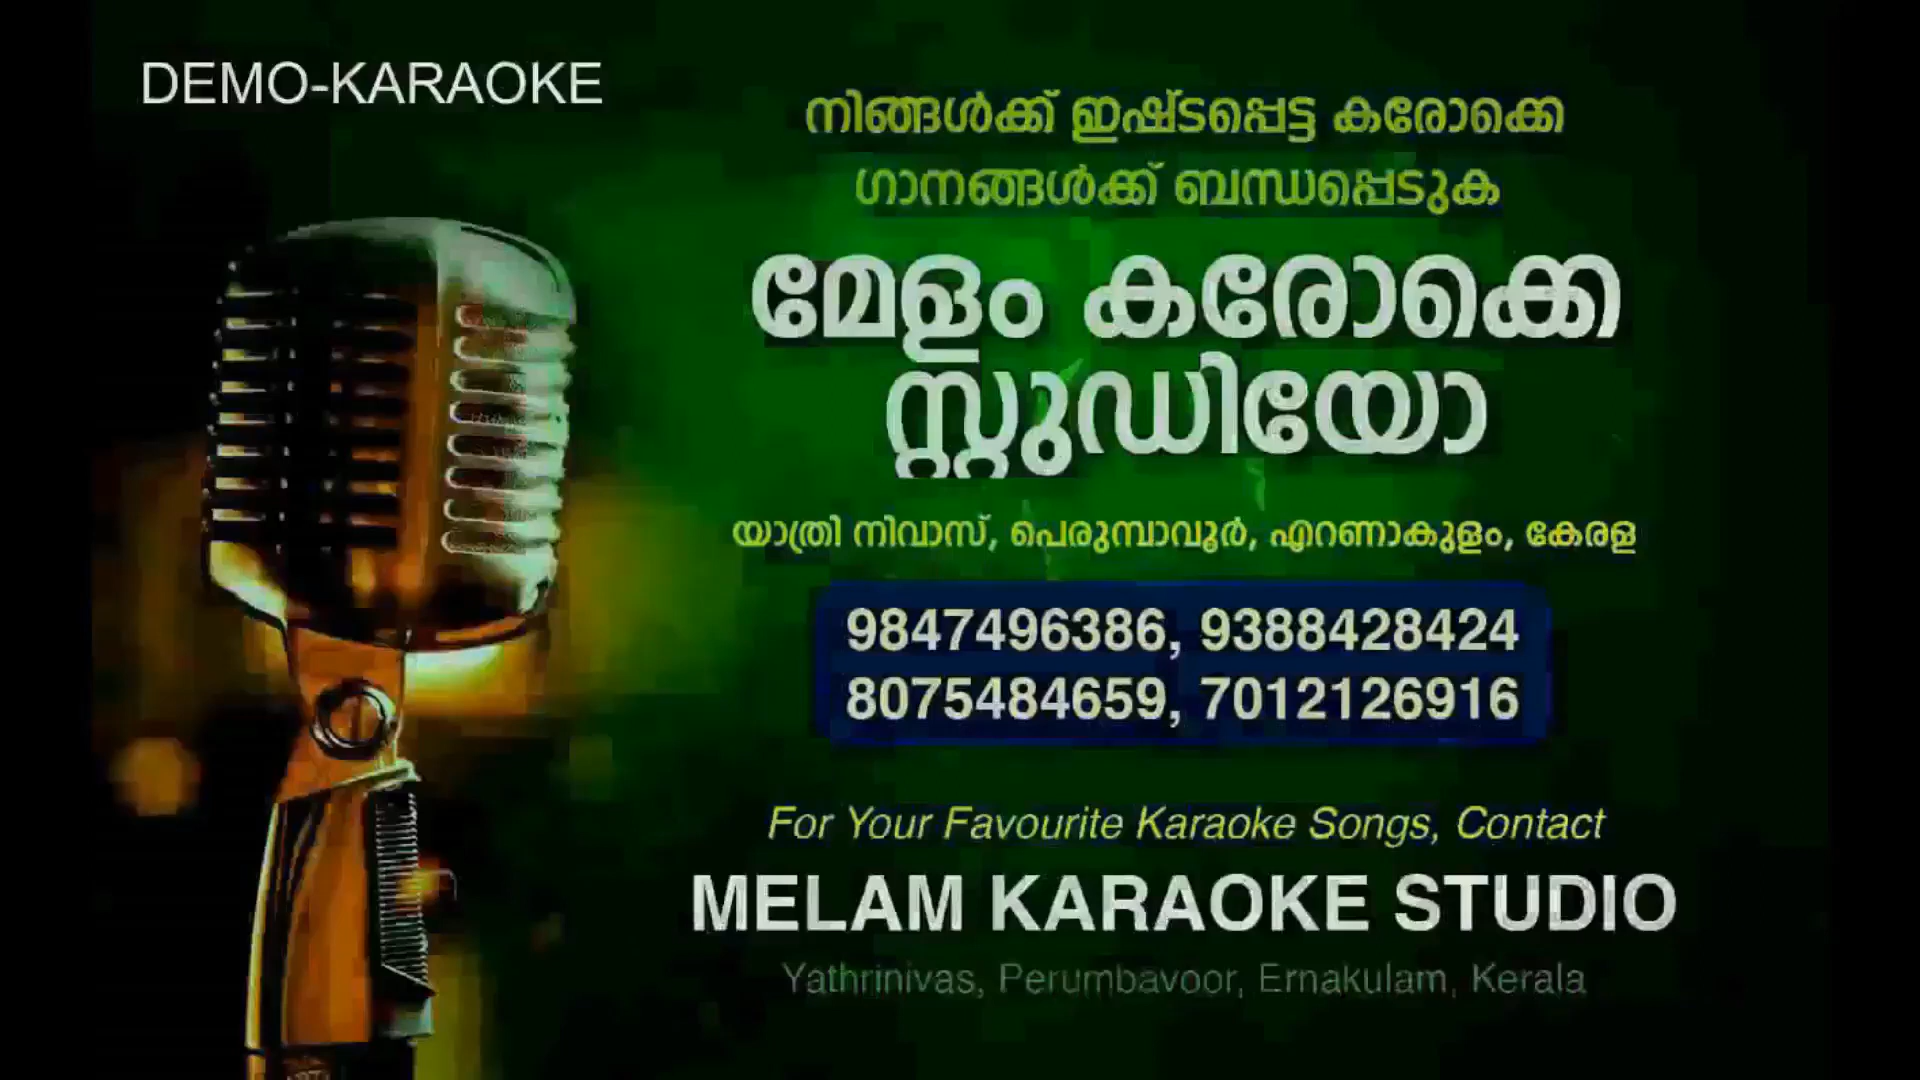 DEMO-KARAOKE
നിങ്ങൾക്ക് ഇഷ്ടപ്പെട്ട കരോക്കെ
ഗാനങ്ങൾക്ക് ബന്ധപ്പെടുക
മേളം കരോക്കെ
സ്റ്റുഡിയോ
യാത്രി നിവാസ്, പെരുമ്പാവൂർ, എറണാകുളം, കേരള
9847496386, 9388428424
8075484659, 7012126916
For Your Favourite Karaoke Songs, Contact
MELAM KARAOKE STUDIO
Yathrinivas, Perumbavoor, Ernakulam, Kerala